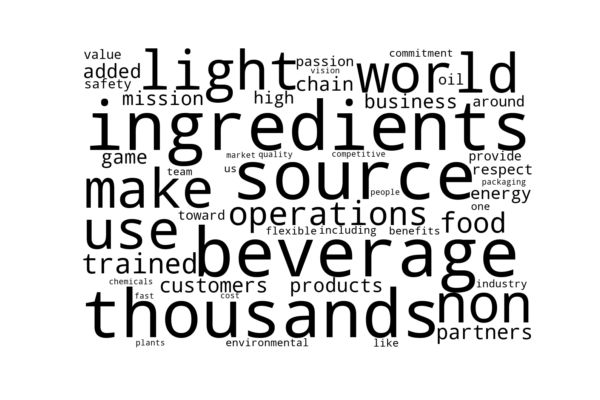 value light passion world commitment
added vision oil
safety mission high chain business around
ingredients
game market quality competitive provide
team us source respect
make people packaging
energy
toward operations one
use flexible including benefits food
trained beverage
chemicals customers products industry
fast cost
thousands non
partners
plants environmental like